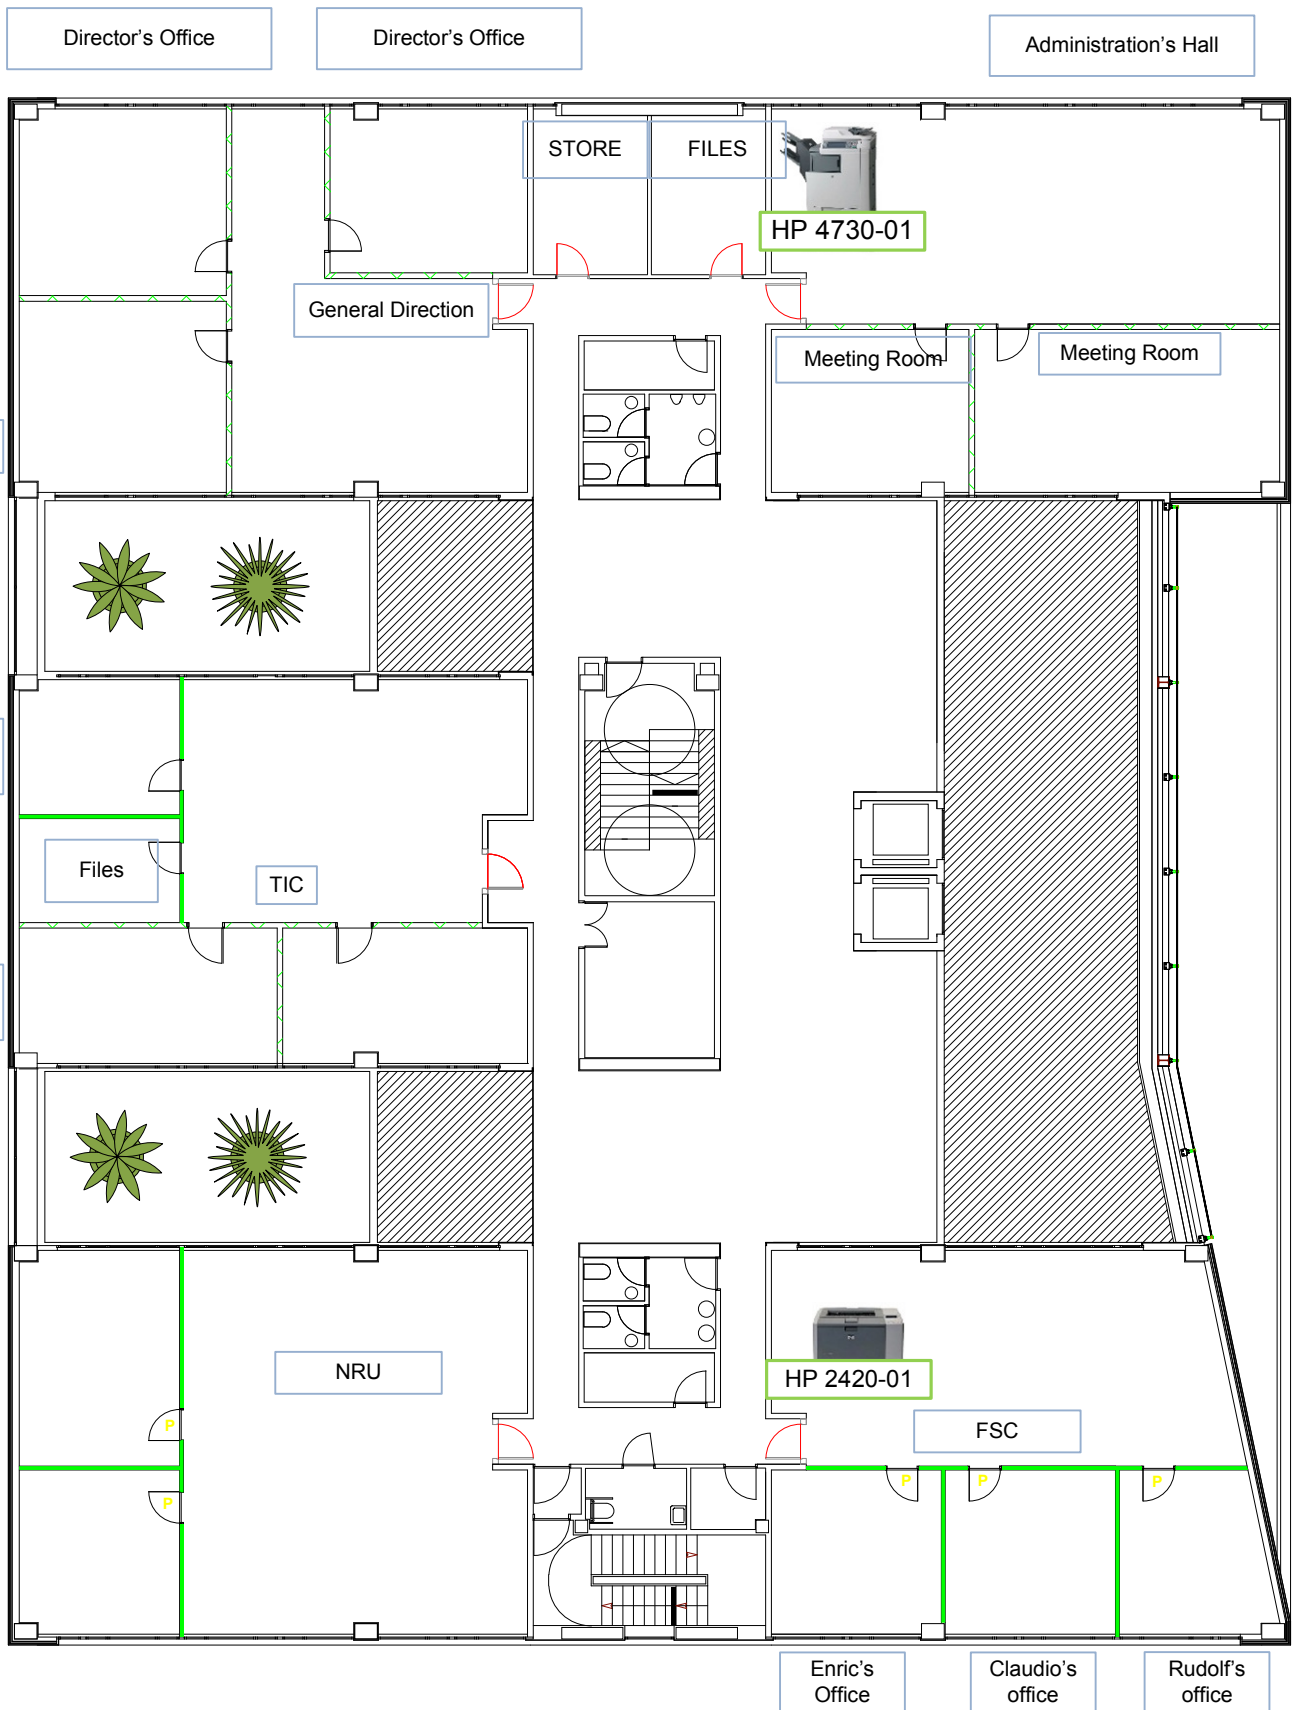 Director's Office
Director's Office
Administration's Hall
STORE
FILES
HP 4730-01
General Direction
Meeting Room
Meeting Room
Files
TIC
NRU
HP 2420-01
FSC
P
P
P
P
P
Enric's
Office
Claudio's
office
Rudolf's
office